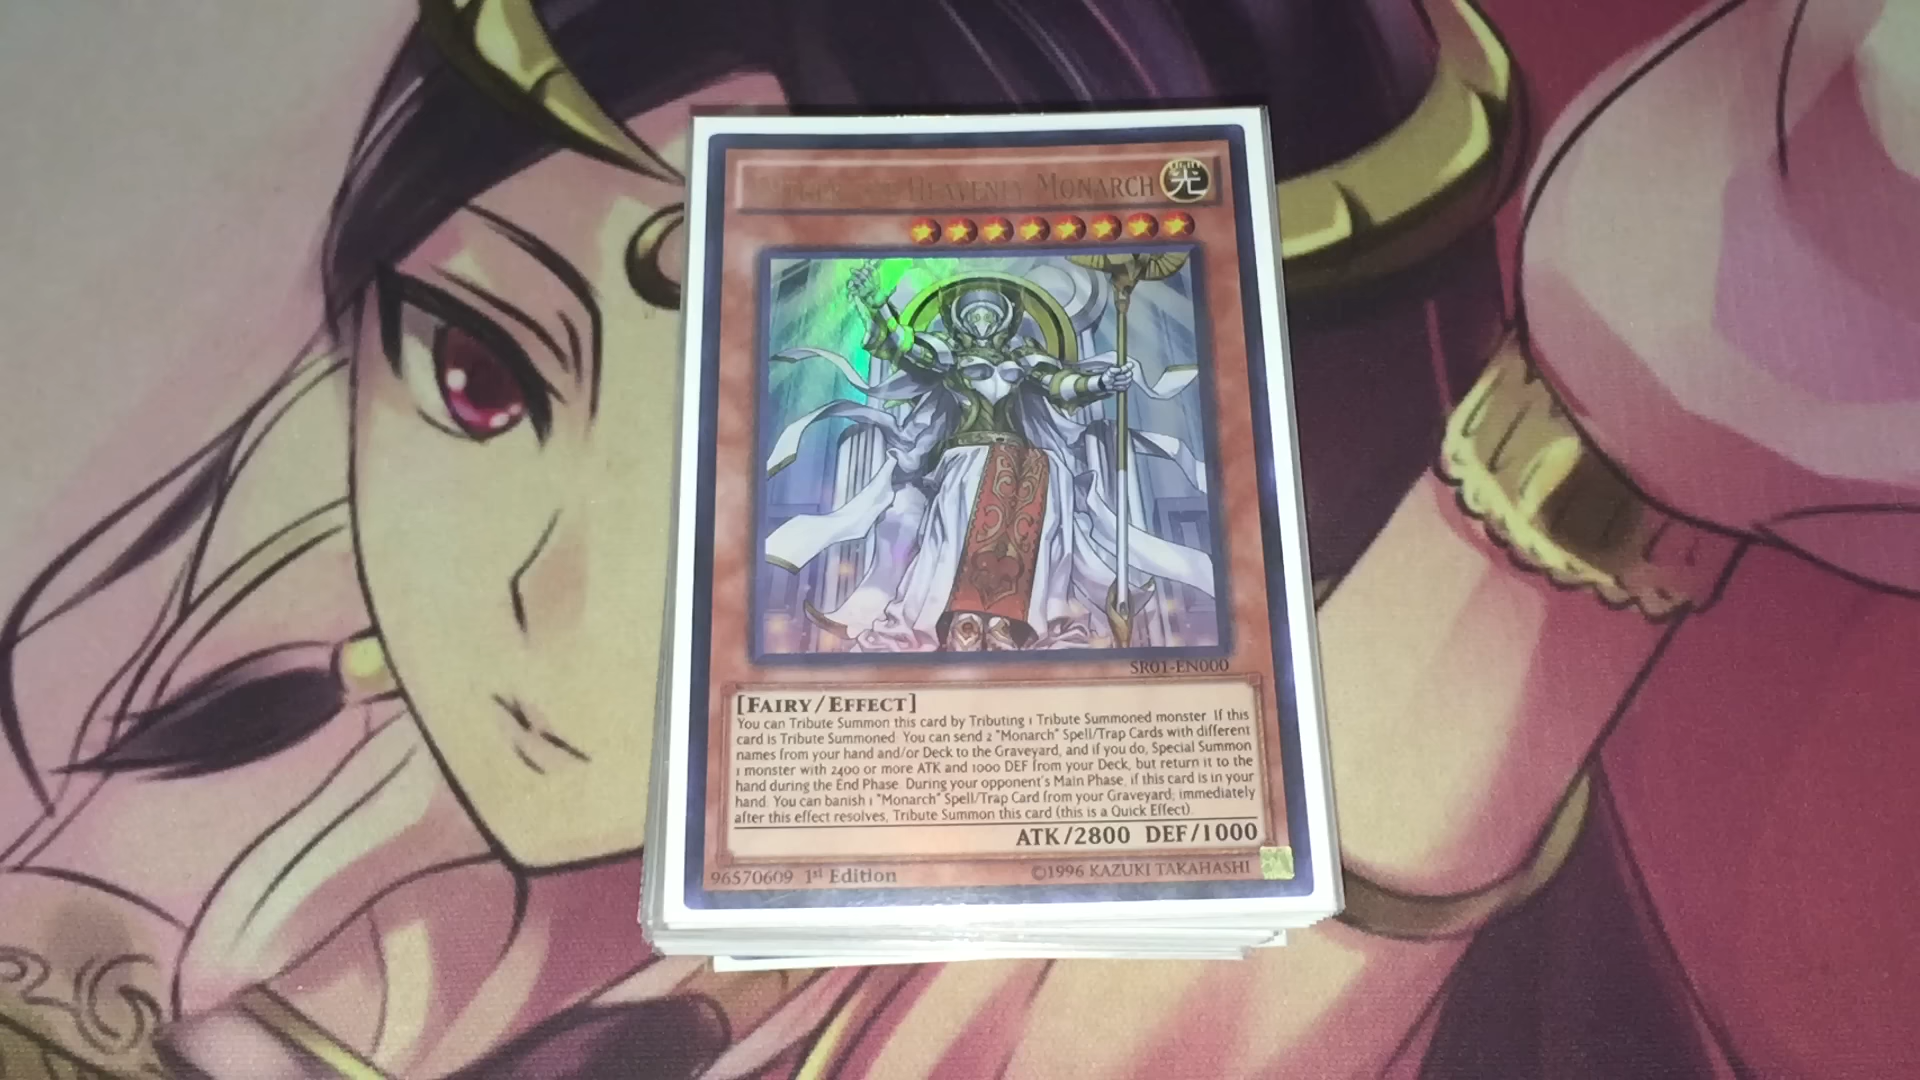 Heavenly Monarch
光
SR01-EN000
[Fairy/Effect]
You can Tribute Summon this card by Tributing 1 Tribute Summoned monster. If this
card is Tribute Summoned: You can send 2 "Monarch" Spell/Trap Cards with different
names from your hand and/or Deck to the Graveyard, and if you do, Special Summon
1 monster with 2400 or more ATK and 1000 DEF from your Deck, but return it to the
hand during the End Phase. During your opponent's Main Phase, if this card is in your
hand: You can banish 1 "Monarch" Spell/Trap Card from your Graveyard; immediately
after this effect resolves, Tribute Summon this card (this is a Quick Effect).
ATK/2800 DEF/1000
96570609 1st Edition
©1996 KAZUKI TAKAHASHI